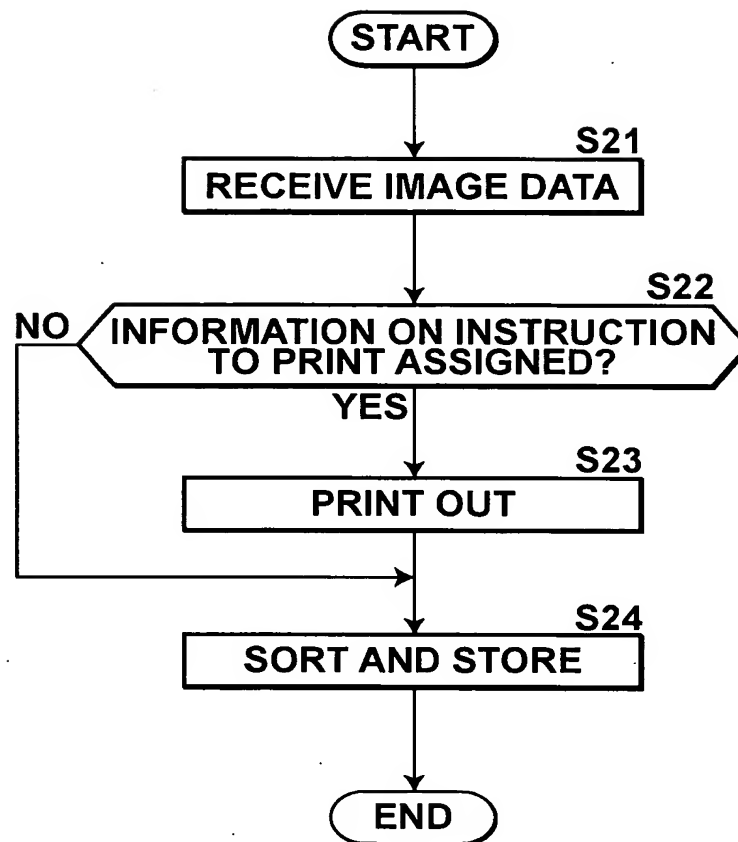 START
S21
RECEIVE IMAGE DATA
S22
NO
INFORMATION ON INSTRUCTION
TO PRINT ASSIGNED?
YES
S23
PRINT OUT
S24
SORT AND STORE
END